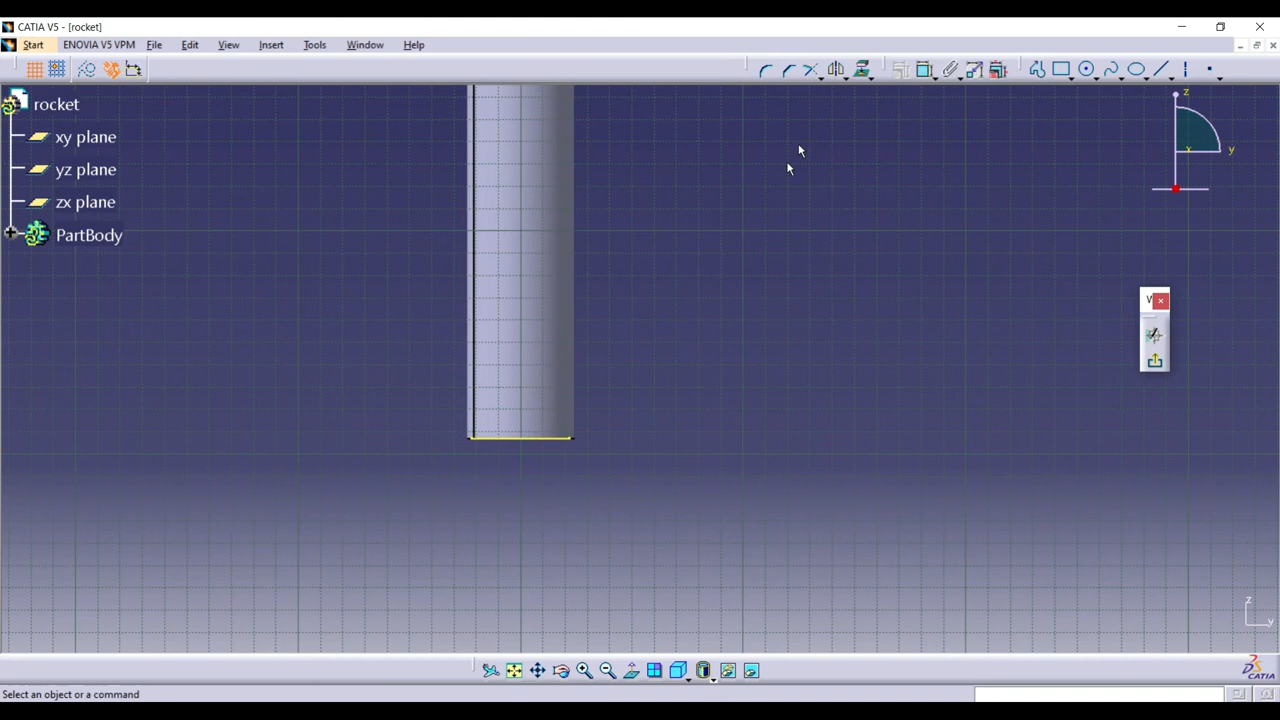 CATIA V5 - [rocket]
Start ENOVIA V5 VPM File Edit View Insert Tools Window Help
rocket
xy plane
yz plane
zx plane
PartBody
z
x y
z
y
CATIA
Select an object or a command